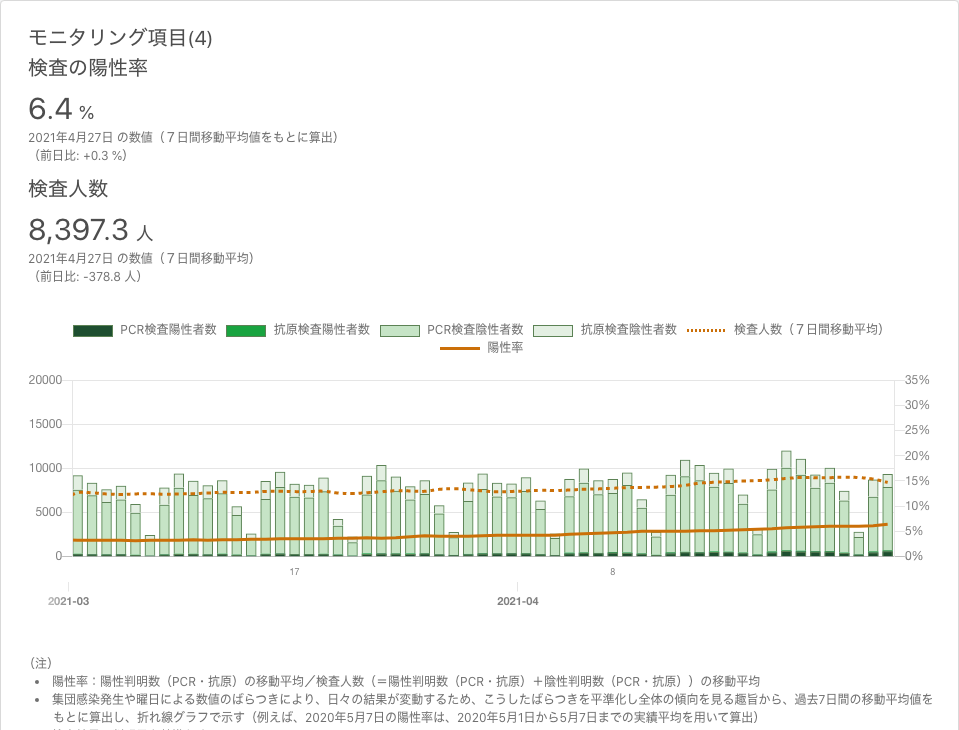 モニタリング項目(4)
検査の陽性率
6.4 %
2021年4月27日 の数値（７日間移動平均値をもとに算出）
（前日比: +0.3 %）
検査人数
8,397.3 人
2021年4月27日 の数値（７日間移動平均）
（前日比: -378.8 人）
PCR検査陽性者数 抗原検査陽性者数 PCR検査陰性者数 抗原検査陰性者数 検査人数（７日間移動平均）
陽性率
20000 35%
30%
15000 25%
20%
10000 15%
5000 10%
5%
0 0%
17 8
2021-03 2021-04
（注）
• 陽性率：陽性判明数（PCR・抗原）の移動平均／検査人数（＝陽性判明数（PCR・抗原）＋陰性判明数（PCR・抗原））の移動平均
• 集団感染発生や曜日による数値のばらつきにより、日々の結果が変動するため、こうしたばらつきを平準化し全体の傾向を見る趣旨から、過去7日間の移動平均値を
もとに算出し、折れ線グラフで示す（例えば、2020年5月7日の陽性率は、2020年5月1日から5月7日までの実績平均を用いて算出）